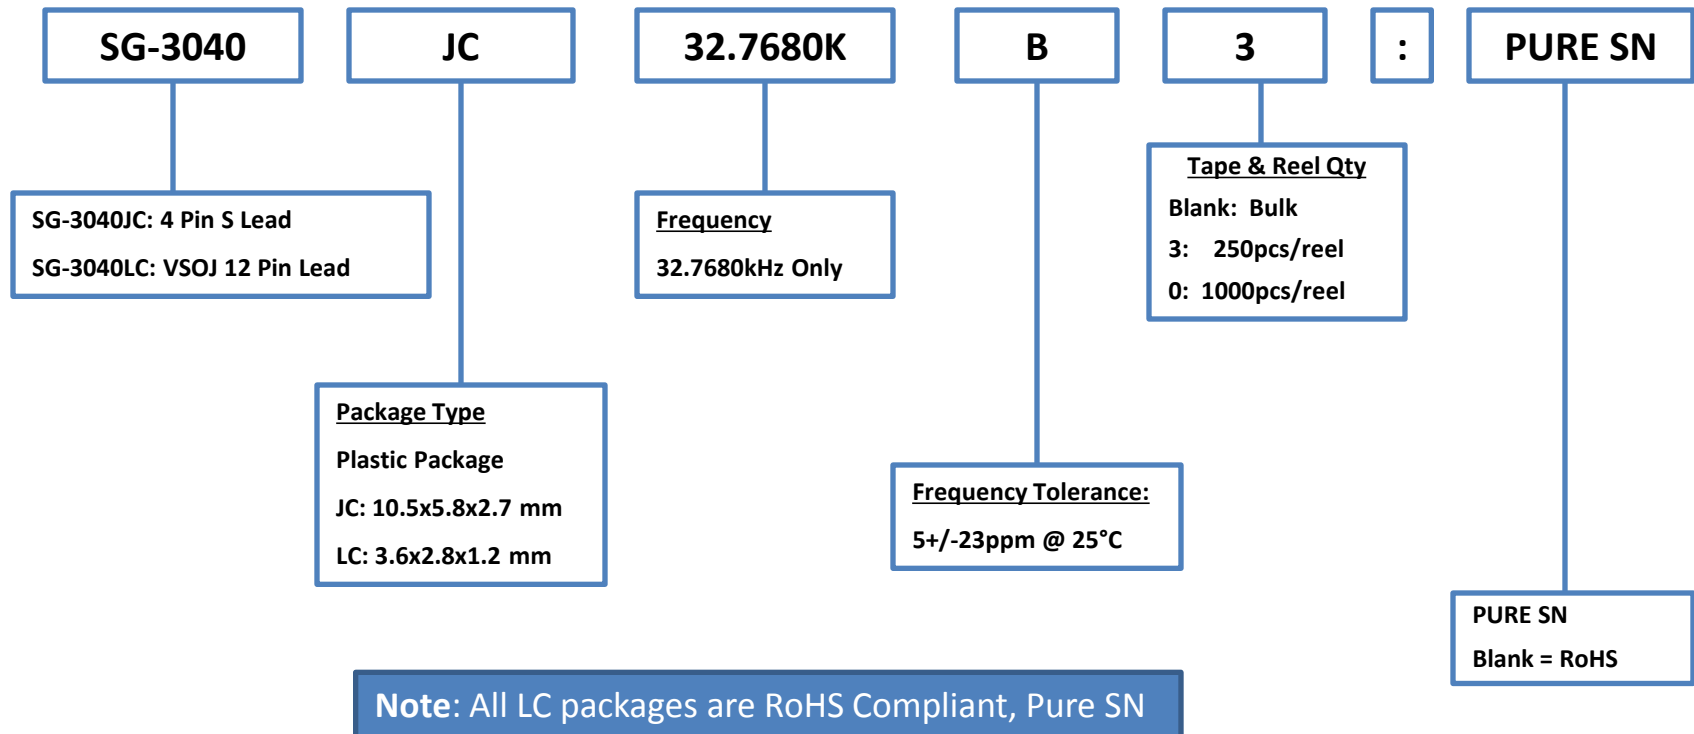 SG-3040 JC 32.7680K B 3 : PURE SN
SG-3040JC: 4 Pin S Lead
SG-3040LC: VSOJ 12 Pin Lead
Frequency
32.7680kHz Only
Tape & Reel Qty
Blank: Bulk
3: 250pcs/reel
0: 1000pcs/reel
Package Type
Plastic Package
JC: 10.5x5.8x2.7 mm
LC: 3.6x2.8x1.2 mm
Frequency Tolerance:
5+/-23ppm @ 25°C
PURE SN
Blank = RoHS
Note: All LC packages are RoHS Compliant, Pure SN